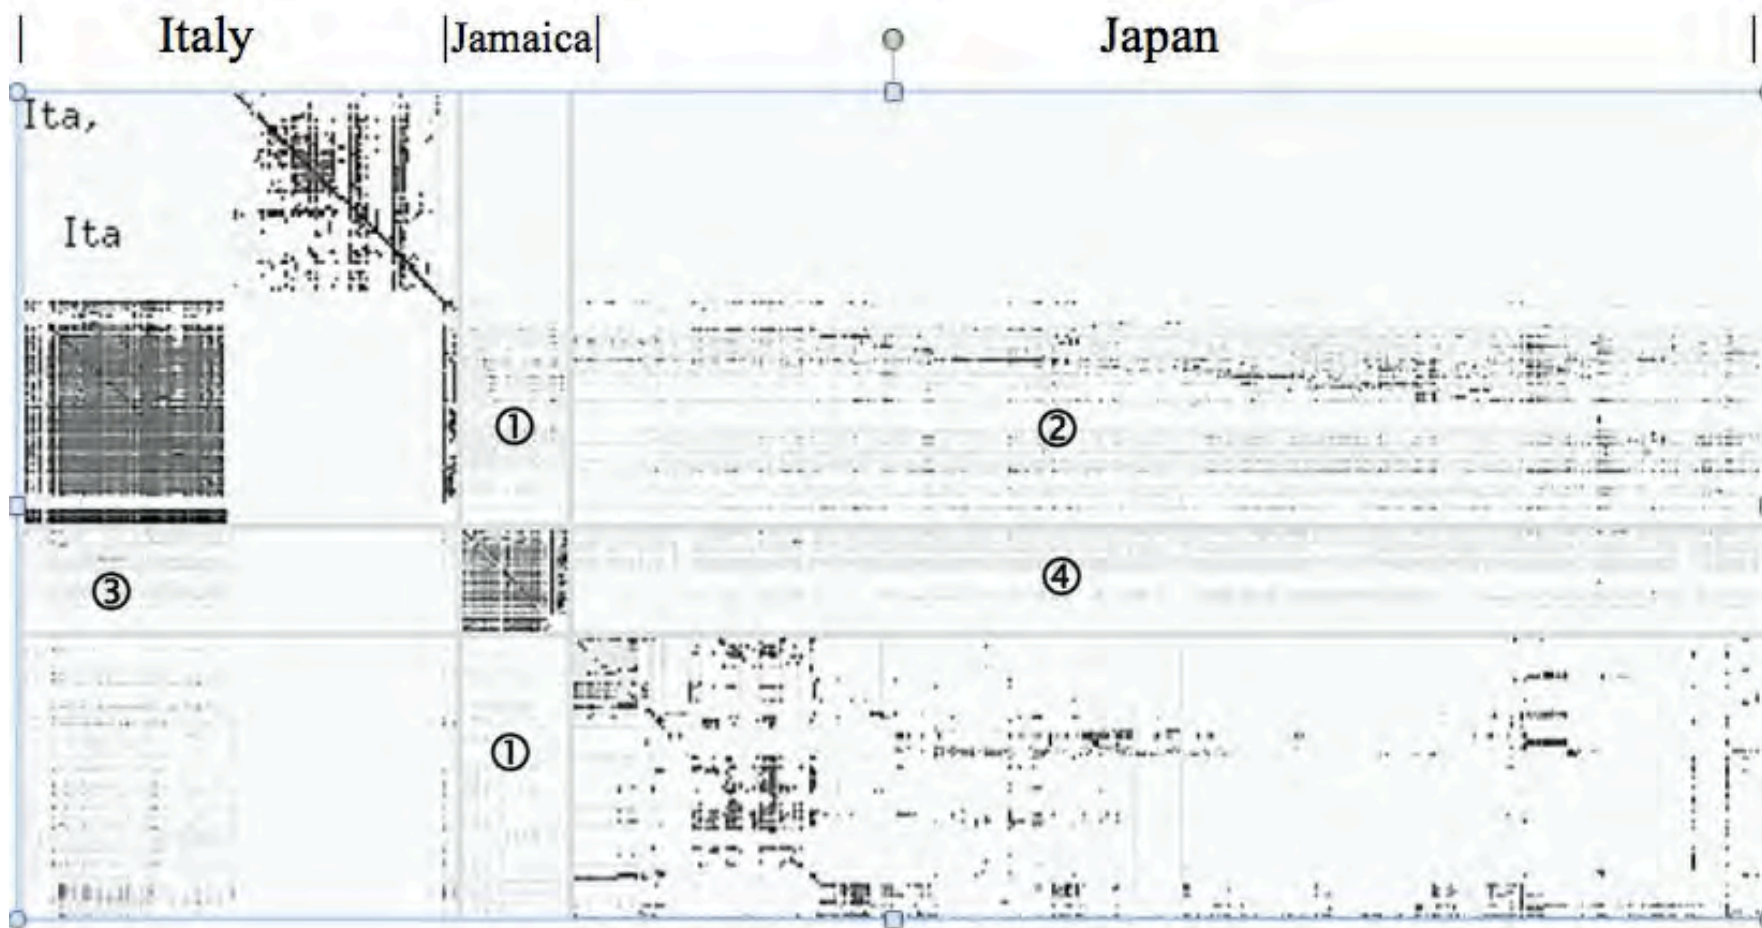 Italy Jamaica Japan
Ita,
Ita
① ②
③ ④
①